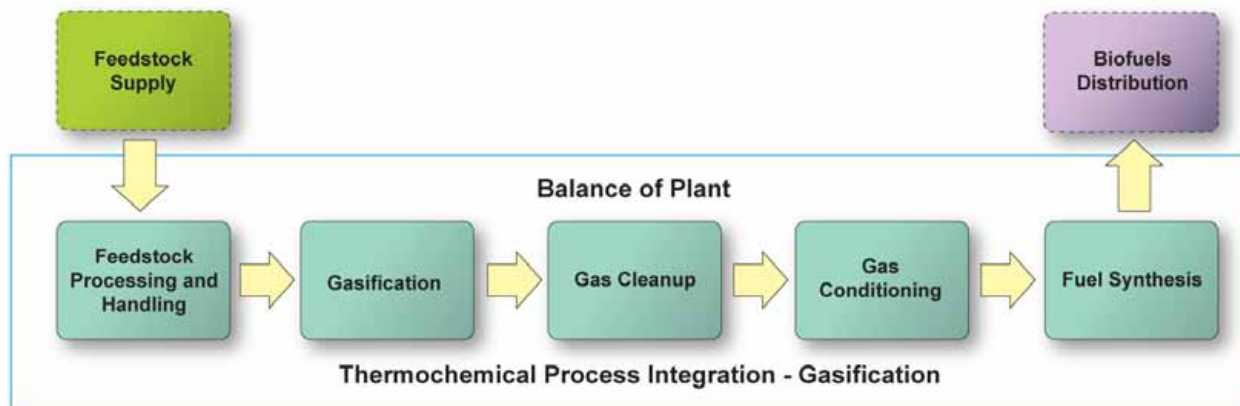 Feedstock
Supply
Biofuels
Distribution
Balance of Plant
Feedstock
Processing and
Handling
Gasification
Gas Cleanup
Gas
Conditioning
Fuel Synthesis
Thermochemical Process Integration - Gasification